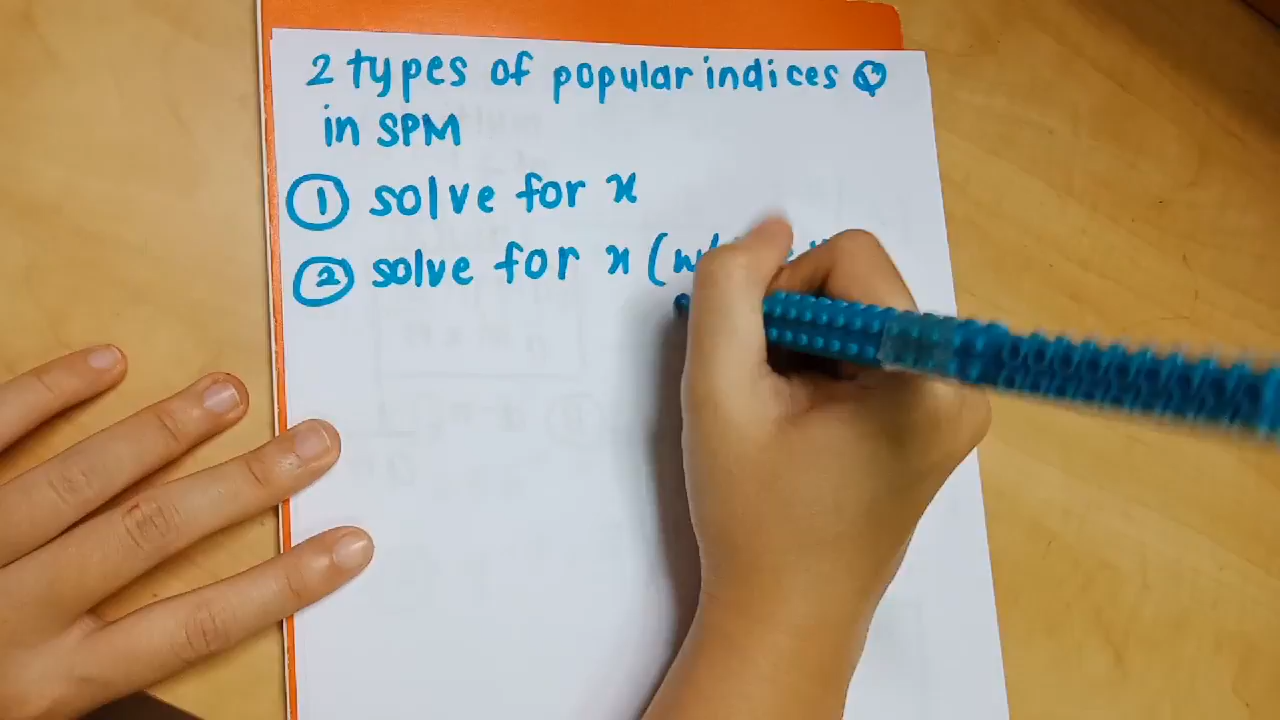 2 types of popular indices Q
in SPM
① solve for x
② solve for x (